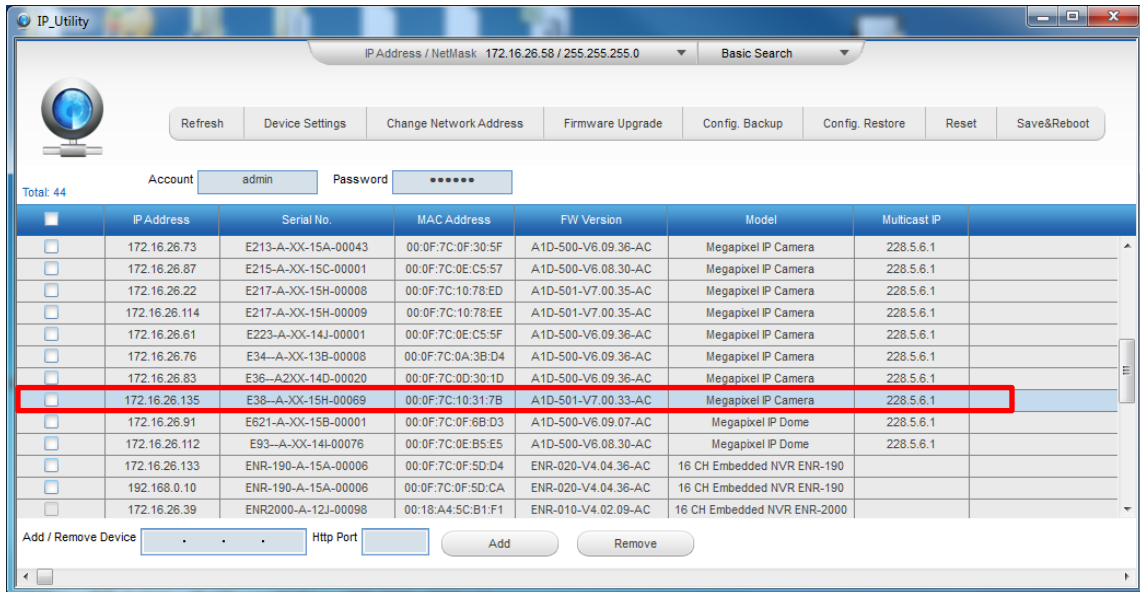 IP_Utility
IP Address / NetMask 172.16.26.58 / 255.255.255.0 Basic Search
Refresh Device Settings Change Network Address Firmware Upgrade Config. Backup Config. Restore Reset Save&Reboot
Account admin Password ●●●●●●
Total: 44
IP Address Serial No. MAC Address FW Version Model Multicast IP
172.16.26.73 E213-A-XX-15A-00043 00:0F:7C:0F:30:5F A1D-500-V6.09.36-AC Megapixel IP Camera 228.5.6.1
172.16.26.87 E215-A-XX-15C-00001 00:0F:7C:0E:C5:57 A1D-500-V6.08.30-AC Megapixel IP Camera 228.5.6.1
172.16.26.22 E217-A-XX-15H-00008 00:0F:7C:10:78:ED A1D-501-V7.00.35-AC Megapixel IP Camera 228.5.6.1
172.16.26.114 E217-A-XX-15H-00009 00:0F:7C:10:78:EE A1D-501-V7.00.35-AC Megapixel IP Camera 228.5.6.1
172.16.26.61 E223-A-XX-14J-00001 00:0F:7C:0E:C5:5F A1D-500-V6.09.36-AC Megapixel IP Camera 228.5.6.1
172.16.26.76 E34--A-XX-13B-00008 00:0F:7C:0A:3B:D4 A1D-500-V6.09.36-AC Megapixel IP Camera 228.5.6.1
172.16.26.83 E36--A2XX-14D-00020 00:0F:7C:0D:30:1D A1D-500-V6.09.36-AC Megapixel IP Camera 228.5.6.1
172.16.26.135 E38--A-XX-15H-00069 00:0F:7C:10:31:7B A1D-501-V7.00.33-AC Megapixel IP Camera 228.5.6.1
172.16.26.91 E621-A-XX-15B-00001 00:0F:7C:0F:6B:D3 A1D-500-V6.09.07-AC Megapixel IP Dome 228.5.6.1
172.16.26.112 E93--A-XX-14I-00076 00:0F:7C:0E:B5:E5 A1D-500-V6.08.30-AC Megapixel IP Dome 228.5.6.1
172.16.26.133 ENR-190-A-15A-00006 00:0F:7C:0F:5D:D4 ENR-020-V4.04.36-AC 16 CH Embedded NVR ENR-190
192.168.0.10 ENR-190-A-15A-00006 00:0F:7C:0F:5D:CA ENR-020-V4.04.36-AC 16 CH Embedded NVR ENR-190
172.16.26.39 ENR2000-A-12J-00098 00:18:A4:5C:B1:F1 ENR-010-V4.02.09-AC 16 CH Embedded NVR ENR-2000
Add / Remove Device . . . Http Port Add Remove